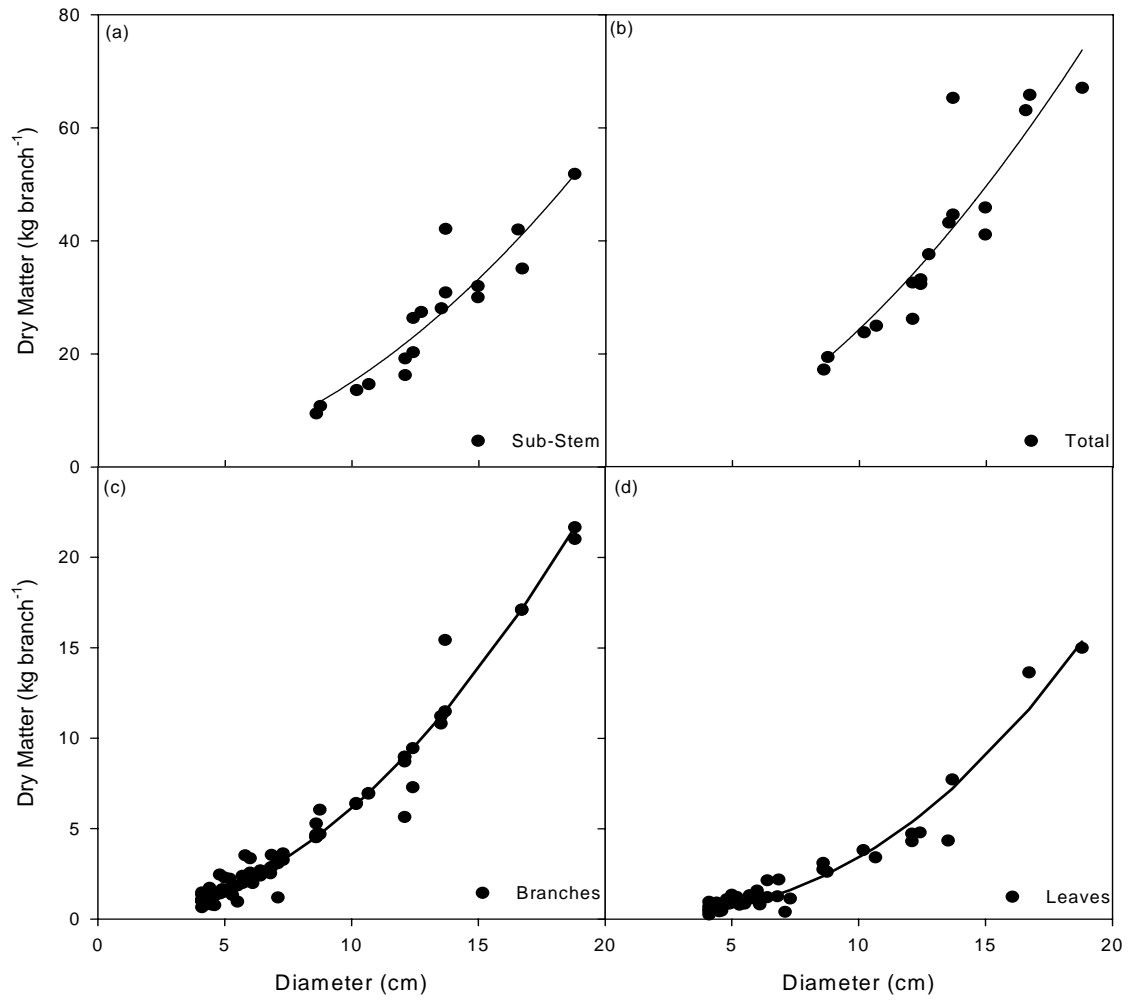 80
60
40
20
0
Dry Matter (kg branch⁻¹)
(a)
Sub-Stem
(b)
Total
20
15
10
5
0
Dry Matter (kg branch⁻¹)
(c)
Branches
(d)
Leaves
0 5 10 15 20
Diameter (cm)
5 10 15 20
Diameter (cm)